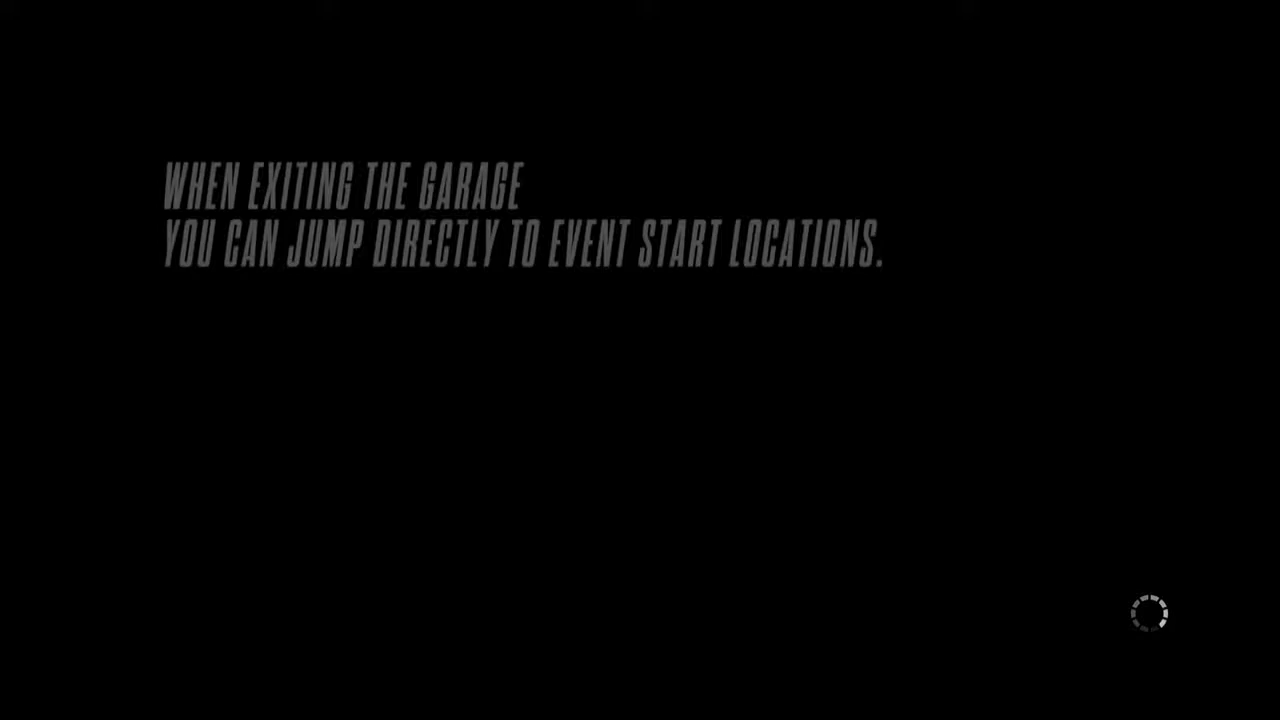 WHEN EXITING THE GARAGE
YOU CAN JUMP DIRECTLY TO EVENT START LOCATIONS.